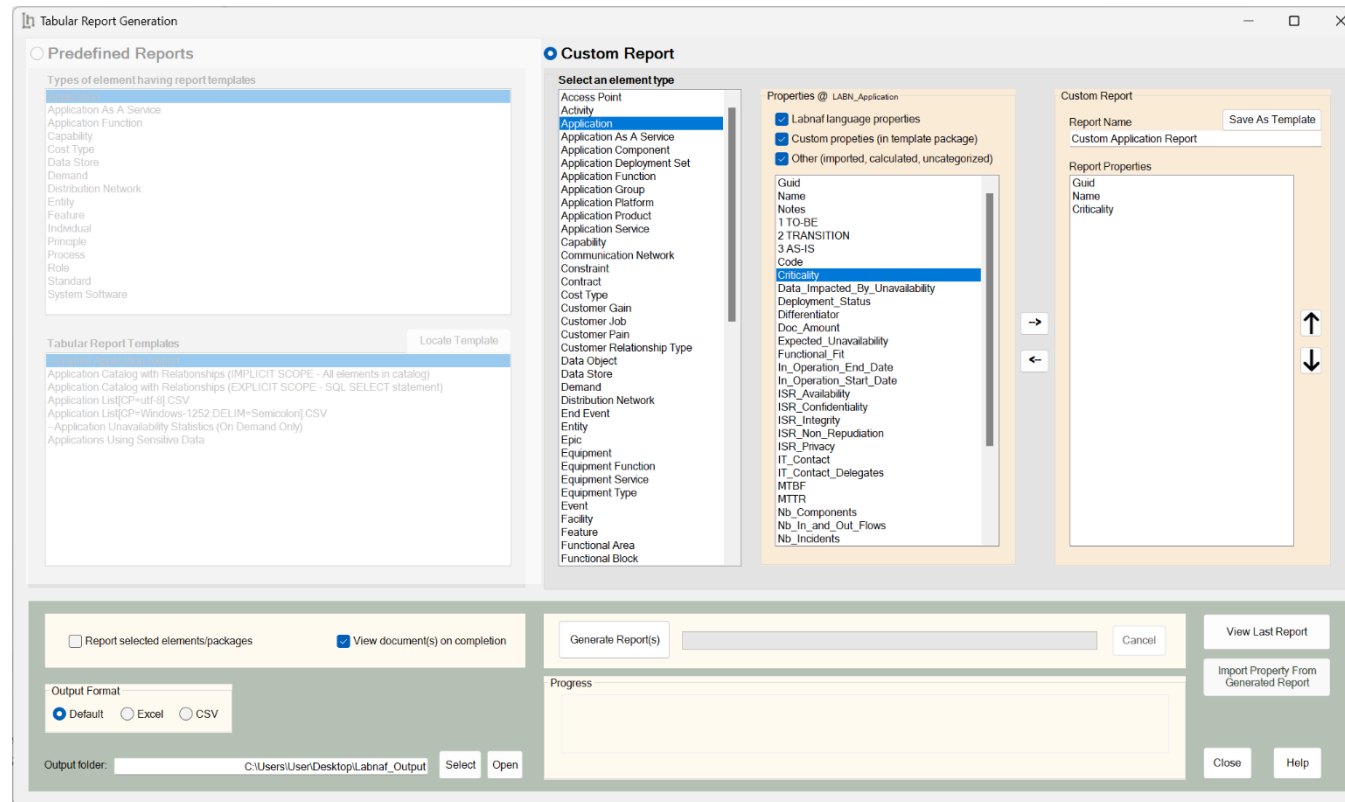 Tabular Report Generation
Predefined Reports
Types of element having report templates
Application As A Service
Application Function
Capability
Cost Type
Data Store
Demand
Distribution Network
Entity
Feature
Individual
Principle
Process
Role
Standard
System Software
Tabular Report Templates
Locate Template
Application Catalog with Relationships (IMPLICIT SCOPE - All elements in catalog)
Application Catalog with Relationships (EXPLICIT SCOPE - SQL SELECT statement)
Application List[CP=utf-8].CSV
Application List[CP=Windows-1252;DELIM=Semicolon].CSV
--Application Unavailability Statistics (On Demand Only)
Applications Using Sensitive Data
Custom Report
Select an element type
Access Point
Activity
Application
Application As A Service
Application Component
Application Deployment Set
Application Function
Application Group
Application Platform
Application Product
Application Service
Capability
Communication Network
Constraint
Contract
Cost Type
Customer Gain
Customer Job
Customer Pain
Customer Relationship Type
Data Object
Data Store
Demand
Distribution Network
End Event
Entity
Epic
Equipment
Equipment Function
Equipment Service
Equipment Type
Event
Facility
Feature
Functional Area
Functional Block
Properties @ LABN_Application
Labnaf language properties
Custom propeties (in template package)
Other (imported, calculated, uncategorized)
Guid
Name
Notes
1 TO-BE
2 TRANSITION
3 AS-IS
Code
Criticality
Data_Impacted_By_Unavailability
Deployment_Status
Differentiator
Doc_Amount
Expected_Unavailability
Functional_Fit
In_Operation_End_Date
In_Operation_Start_Date
ISR_Availability
ISR_Confidentiality
ISR_Integrity
ISR_Non_Repudiation
ISR_Privacy
IT_Contact
IT_Contact_Delegates
MTBF
MTTR
Nb_Components
Nb_In_and_Out_Flows
Nb_Incidents
-->
<--
Custom Report
Report Name
Save As Template
Custom Application Report
Report Properties
Guid
Name
Criticality
Report selected elements/packages
View document(s) on completion
Output Format
Default
Excel
CSV
Output folder:
C:\Users\User\Desktop\Labnaf_Output
Select
Open
Generate Report(s)
Cancel
Progress
View Last Report
Import Property From
Generated Report
Close
Help